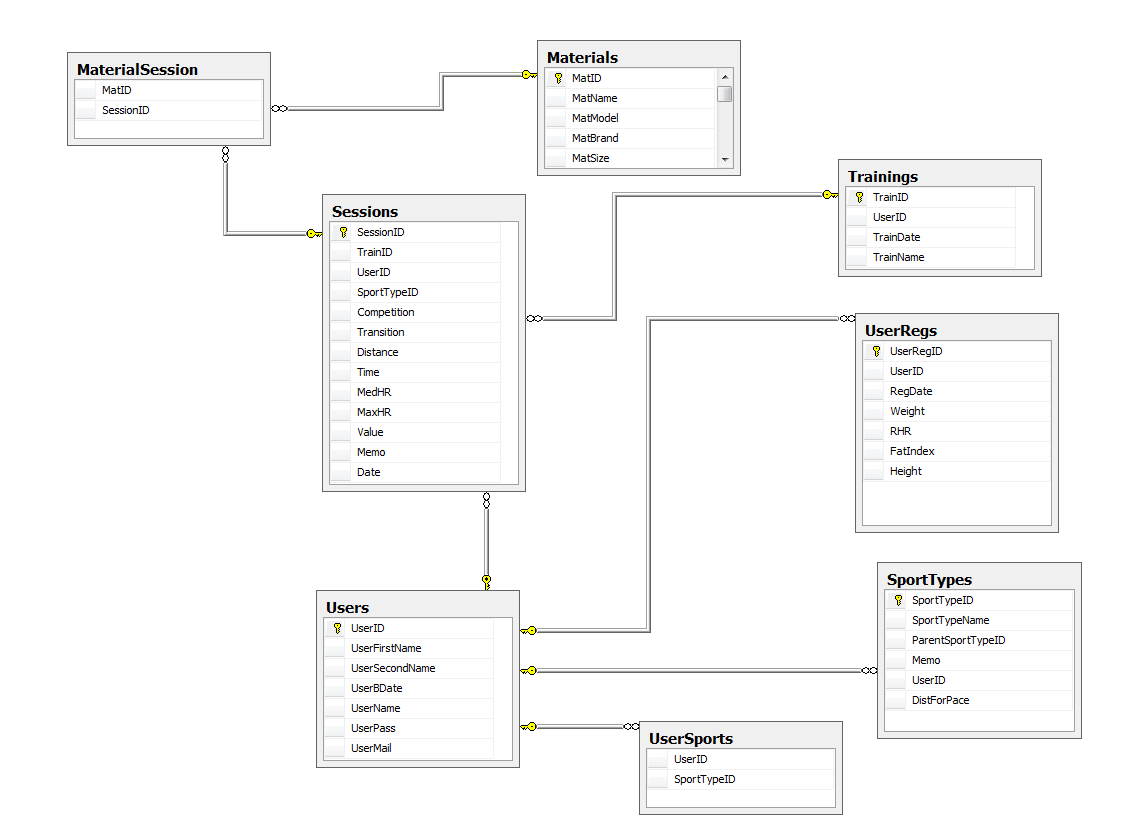 MaterialSession
MatID
SessionID
Materials
MatID
MatName
MatModel
MatBrand
MatSize
Trainings
TrainID
UserID
TrainDate
TrainName
Sessions
SessionID
TrainID
UserID
SportTypeID
Competition
Transition
Distance
Time
MedHR
MaxHR
Value
Memo
Date
UserRegs
UserRegID
UserID
RegDate
Weight
RHR
FatIndex
Height
SportTypes
SportTypeID
SportTypeName
ParentSportTypeID
Memo
UserID
DistForPace
Users
UserID
UserFirstName
UserSecondName
UserBDate
UserName
UserPass
UserMail
UserSports
UserID
SportTypeID